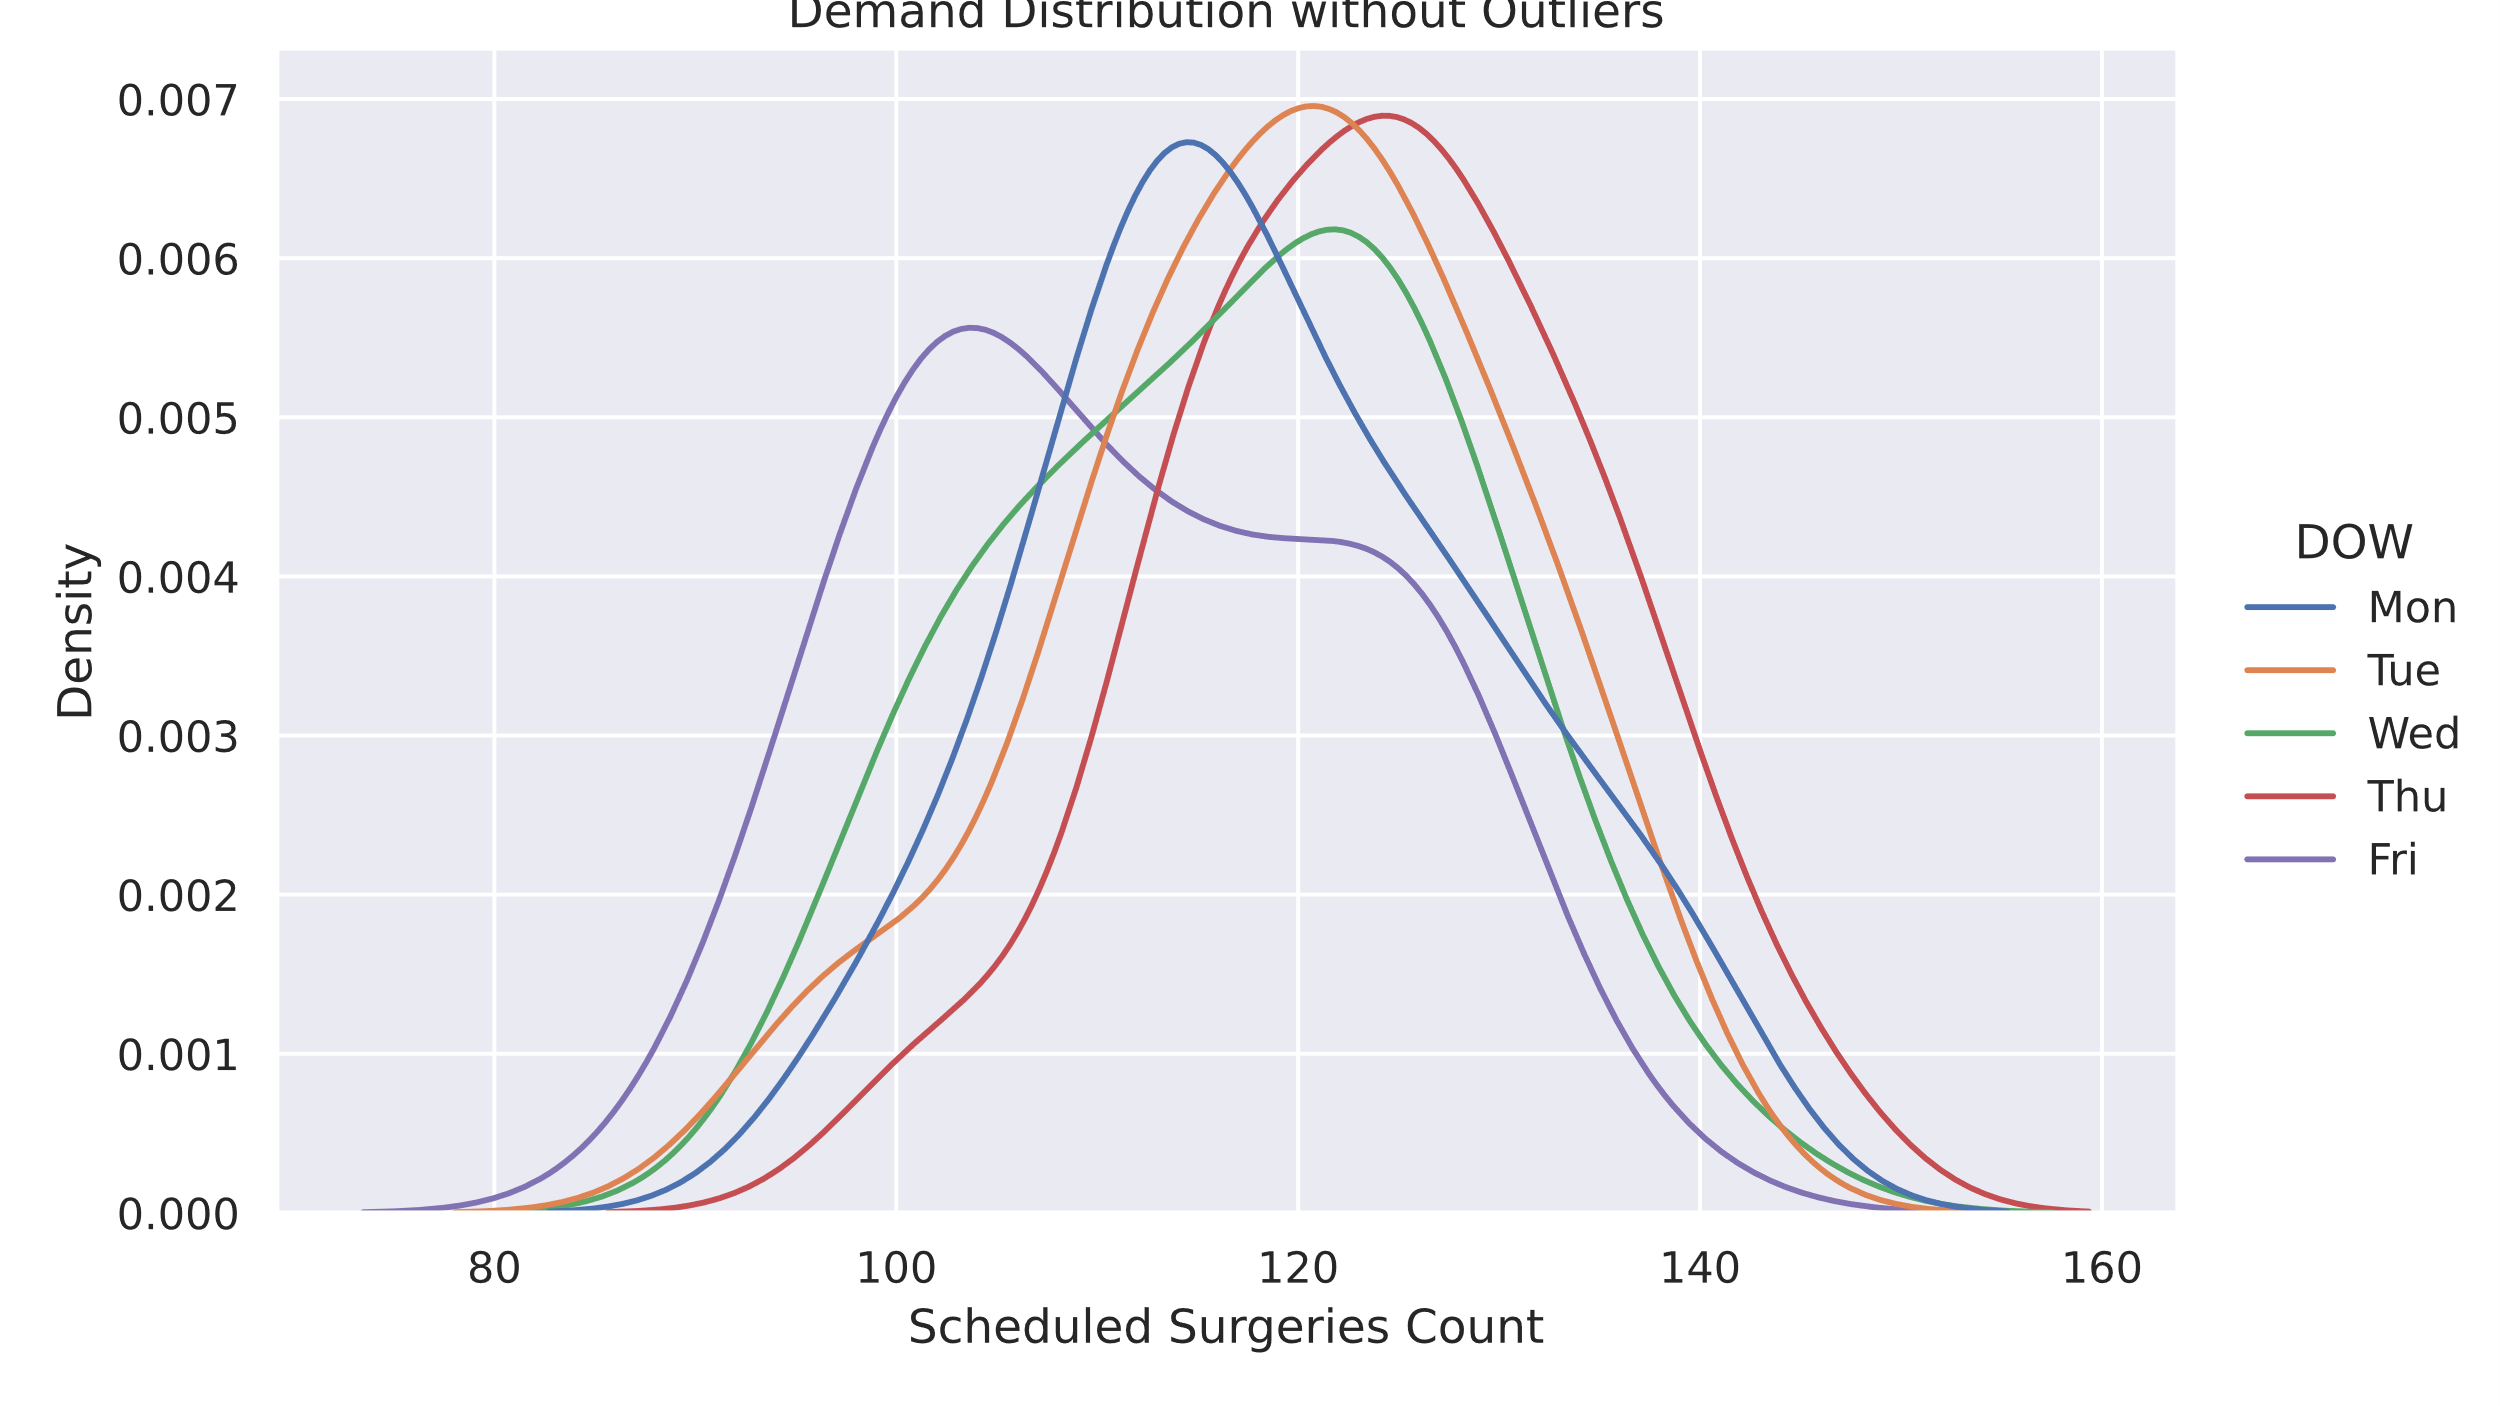 Demand Distribution without Outliers
0.007
0.006
0.005
0.004
0.003
0.002
0.001
0.000
Density
80
100
120
140
160
Scheduled Surgeries Count
DOW
Mon
Tue
Wed
Thu
Fri